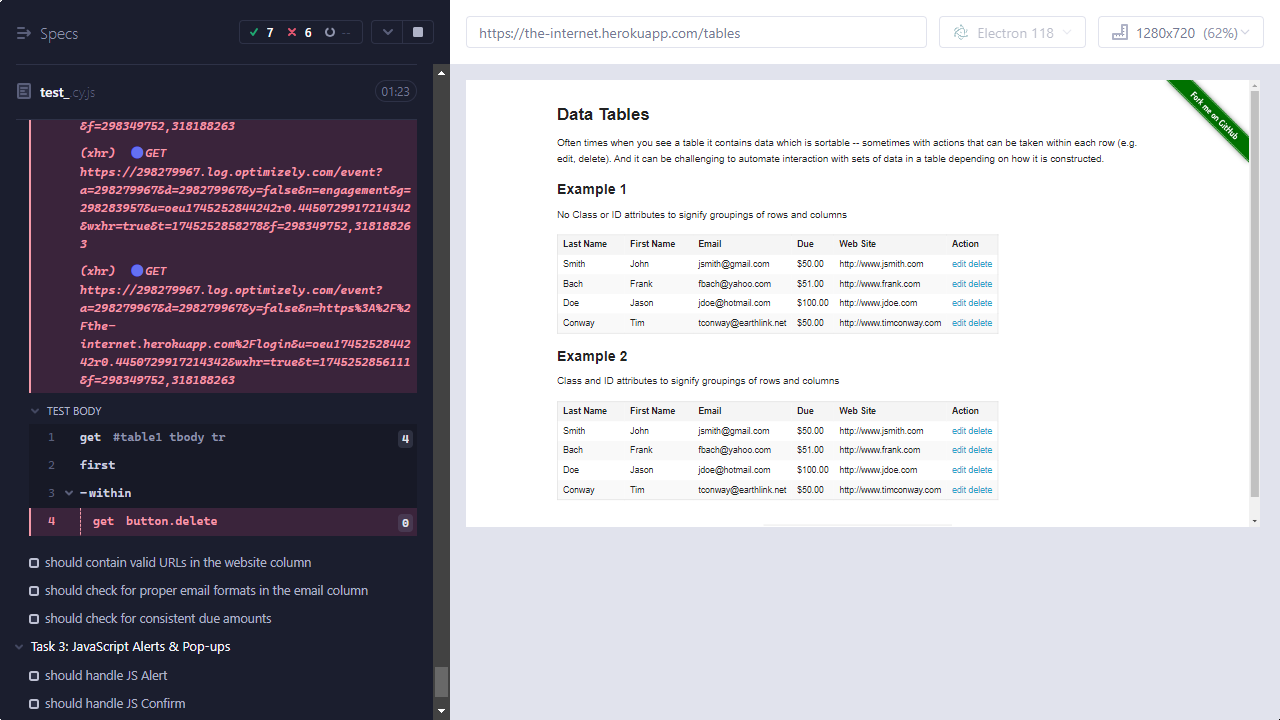 Specs
7
6
--
test_.cy.js
01:23
&f=298349752,318188263
(xhr) GET
https://298279967.log.optimizely.com/event?
a=298279967&d=298279967&y=false&n=engagement&g=
298283957&u=oeu1745252844242r0.4450729917214342
&wxhr=true&t=1745252858278&f=298349752,31818826
3
(xhr) GET
https://298279967.log.optimizely.com/event?
a=298279967&d=298279967&y=false&n=https%3A%2F%2
Fthe-
internet.herokuapp.com%2Flogin&u=oeu17452528442
42r0.4450729917214342&wxhr=true&t=1745252856111
&f=298349752,318188263
TEST BODY
1 get #table1 tbody tr 4
2 first
3 -within
4 get button.delete 0
should contain valid URLs in the website column
should check for proper email formats in the email column
should check for consistent due amounts
Task 3: JavaScript Alerts & Pop-ups
should handle JS Alert
should handle JS Confirm
https://the-internet.herokuapp.com/tables
Electron 118
1280x720 (62%)
Fork me on GitHub
Data Tables
Often times when you see a table it contains data which is sortable -- sometimes with actions that can be taken within each row (e.g.
edit, delete). And it can be challenging to automate interaction with sets of data in a table depending on how it is constructed.
Example 1
No Class or ID attributes to signify groupings of rows and columns
Last Name First Name Email Due Web Site Action
Smith John jsmith@gmail.com $50.00 http://www.jsmith.com edit delete
Bach Frank fbach@yahoo.com $51.00 http://www.frank.com edit delete
Doe Jason jdoe@hotmail.com $100.00 http://www.jdoe.com edit delete
Conway Tim tconway@earthlink.net $50.00 http://www.timconway.com edit delete
Example 2
Class and ID attributes to signify groupings of rows and columns
Last Name First Name Email Due Web Site Action
Smith John jsmith@gmail.com $50.00 http://www.jsmith.com edit delete
Bach Frank fbach@yahoo.com $51.00 http://www.frank.com edit delete
Doe Jason jdoe@hotmail.com $100.00 http://www.jdoe.com edit delete
Conway Tim tconway@earthlink.net $50.00 http://www.timconway.com edit delete